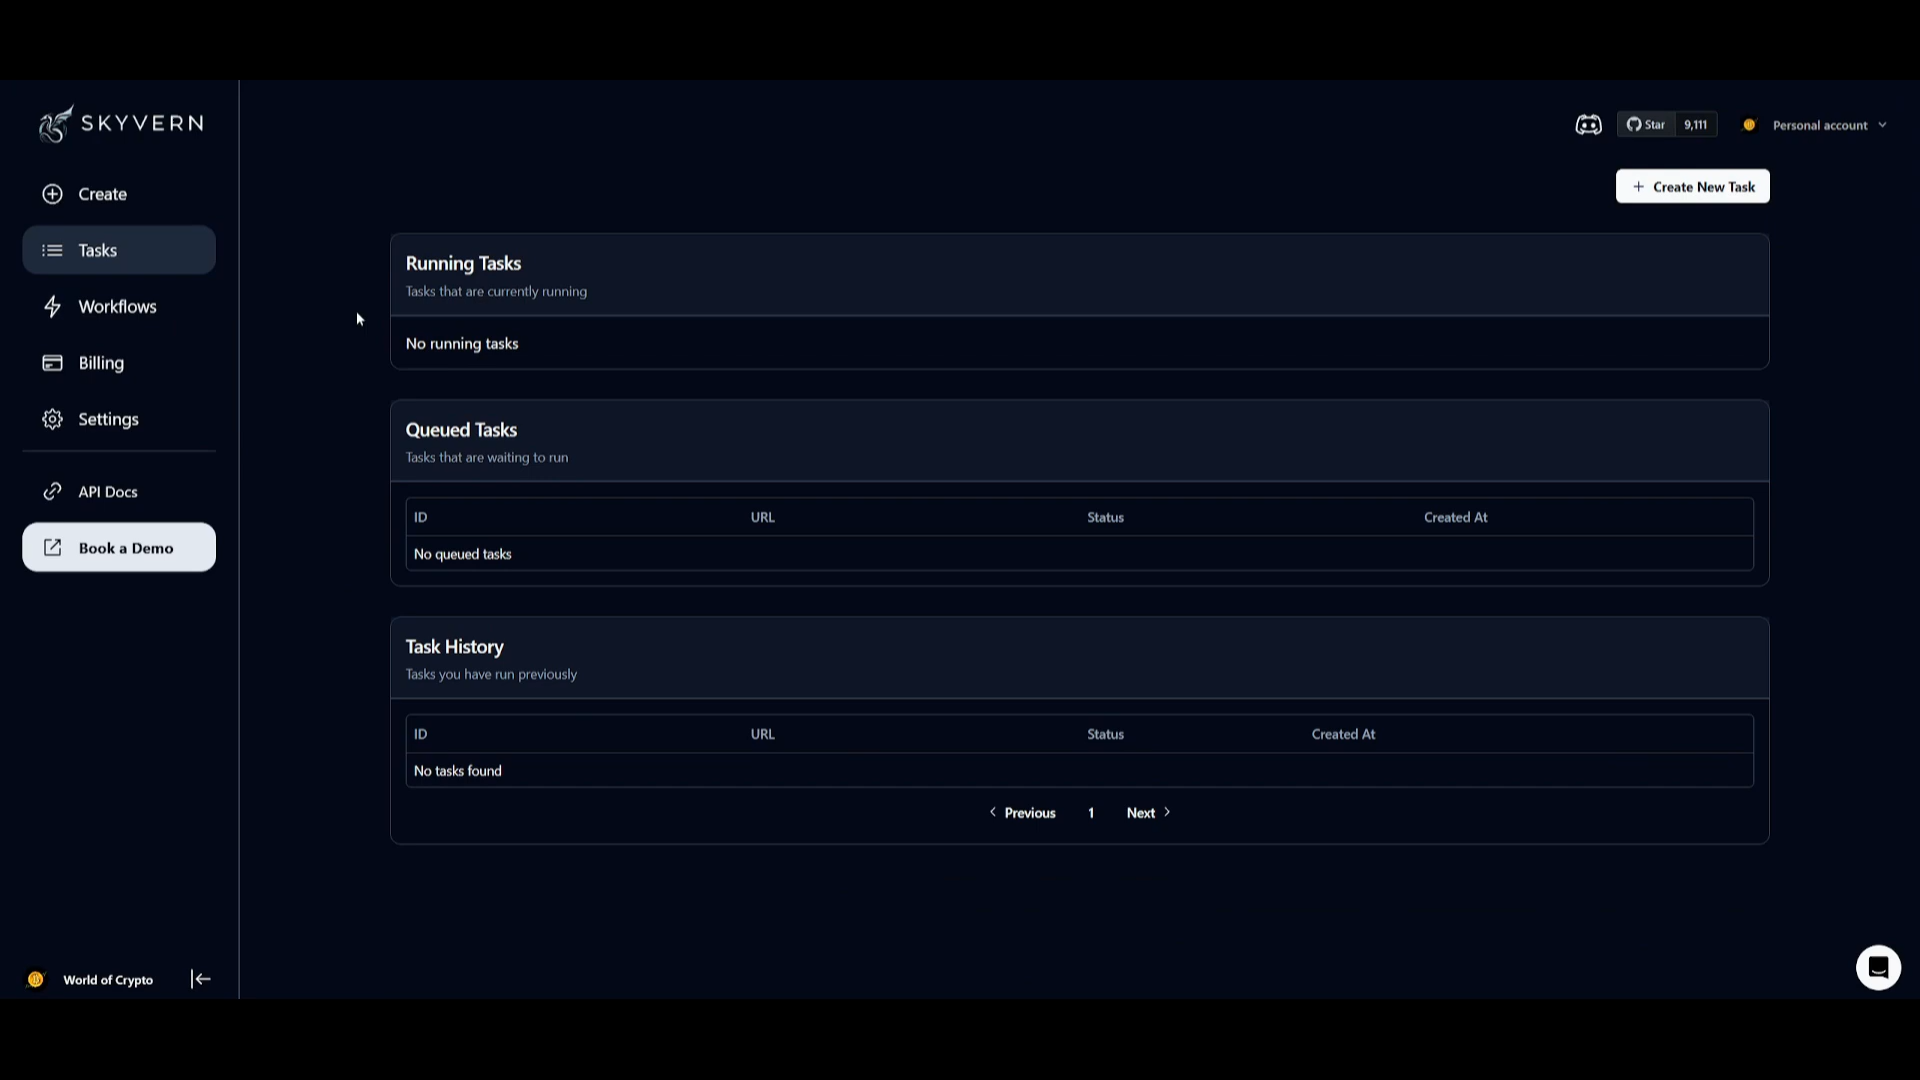 SKYVERN
Star 9,111 Personal account
Create
+ Create New Task
Tasks
Workflows
Billing
Settings
API Docs
Book a Demo
Running Tasks
Tasks that are currently running
No running tasks
Queued Tasks
Tasks that are waiting to run
ID URL Status Created At
No queued tasks
Task History
Tasks you have run previously
ID URL Status Created At
No tasks found
< Previous 1 Next >
World of Crypto